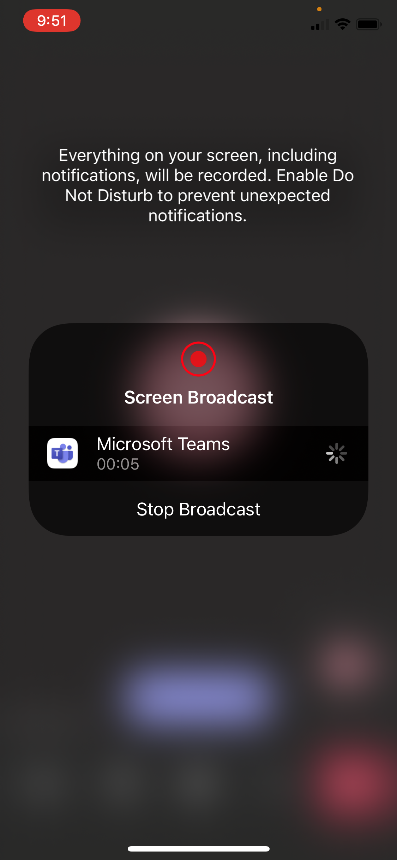 9:51
Everything on your screen, including
notifications, will be recorded. Enable Do
Not Disturb to prevent unexpected
notifications.
Screen Broadcast
T
Microsoft Teams
00:05
Stop Broadcast